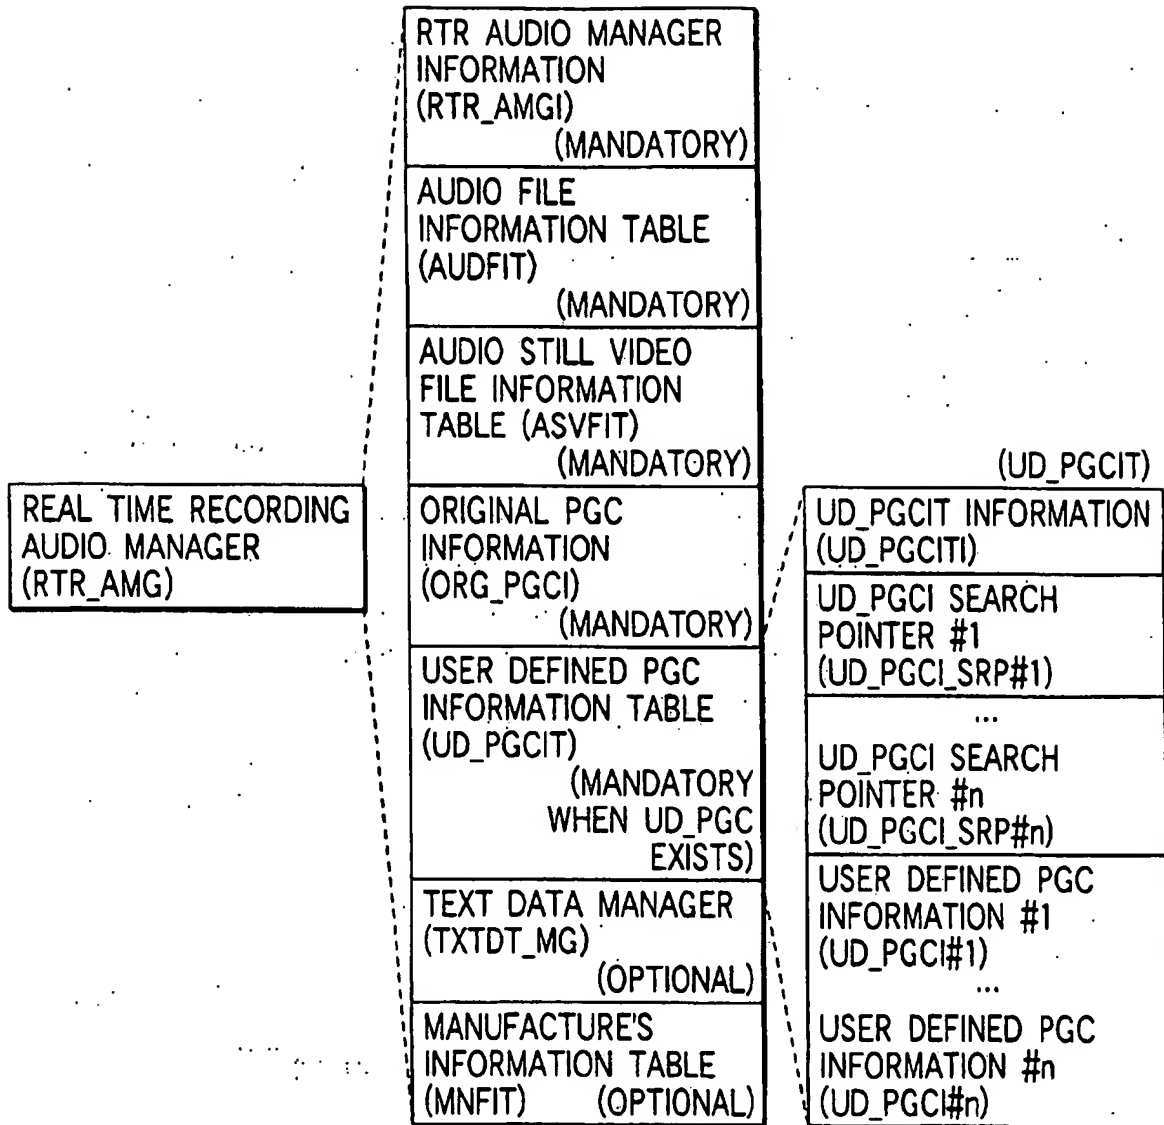 REAL TIME RECORDING
AUDIO MANAGER
(RTR_AMG)
RTR AUDIO MANAGER
INFORMATION
(RTR_AMGI)
(MANDATORY)
AUDIO FILE
INFORMATION TABLE
(AUDFIT)
(MANDATORY)
AUDIO STILL VIDEO
FILE INFORMATION
TABLE (ASVFIT)
(MANDATORY)
ORIGINAL PGC
INFORMATION
(ORG_PGCI)
(MANDATORY)
USER DEFINED PGC
INFORMATION TABLE
(UD_PGCIT)
(MANDATORY
WHEN UD_PGC
EXISTS)
TEXT DATA MANAGER
(TXTDT_MG)
(OPTIONAL)
MANUFACTURE'S
INFORMATION TABLE
(MNFIT) (OPTIONAL)
(UD_PGCIT)
UD_PGCIT INFORMATION
(UD_PGCITI)
UD_PGCI SEARCH
POINTER #1
(UD_PGCI_SRP#1)
...
UD_PGCI SEARCH
POINTER #n
(UD_PGCI_SRP#n)
USER DEFINED PGC
INFORMATION #1
(UD_PGCI#1)
...
USER DEFINED PGC
INFORMATION #n
(UD_PGCI#n)